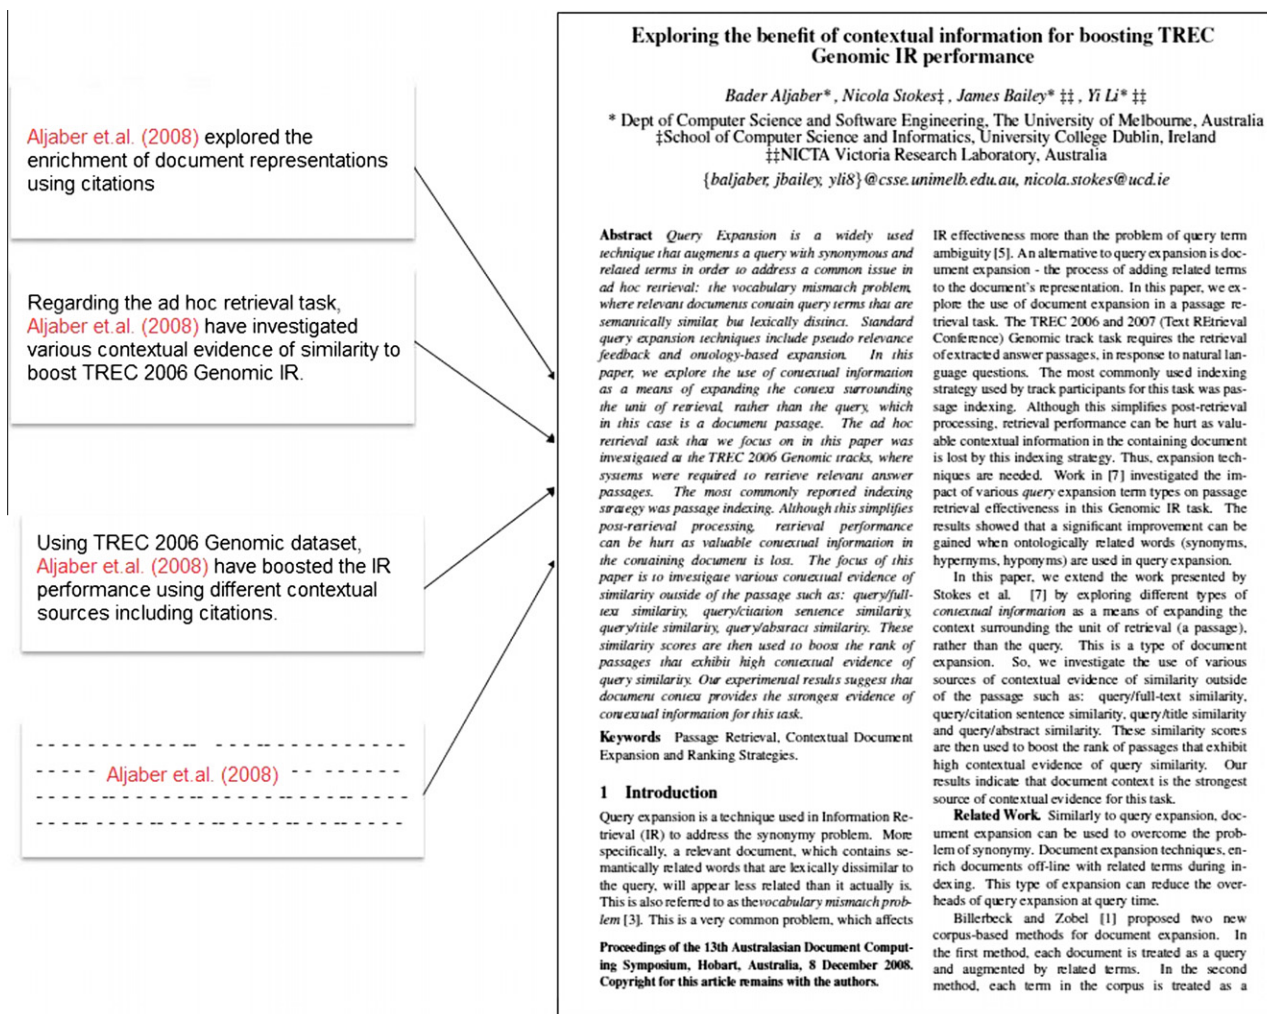 Aljaber et.al. (2008) explored the
enrichment of document representations
using citations
Regarding the ad hoc retrieval task,
Aljaber et.al. (2008) have investigated
various contextual evidence of similarity to
boost TREC 2006 Genomic IR.
Using TREC 2006 Genomic dataset,
Aljaber et.al. (2008) have boosted the IR
performance using different contextual
sources including citations.
Aljaber et.al. (2008)
Exploring the benefit of contextual information for boosting TREC
Genomic IR performance
Bader Aljaber* , Nicola Stokes‡ , James Bailey* ‡‡ , Yi Li* ‡‡
* Dept of Computer Science and Software Engineering, The University of Melbourne, Australia
‡School of Computer Science and Informatics, University College Dublin, Ireland
‡‡NICTA Victoria Research Laboratory, Australia
{baljaber, jbailey, yli8}@csse.unimelb.edu.au, nicola.stokes@ucd.ie
Abstract Query Expansion is a widely used
technique that augments a query with synonymous and
related terms in order to address a common issue in
ad hoc retrieval: the vocabulary mismatch problem,
where relevant documents contain query terms that are
semantically similar, but lexically distinct. Standard
query expansion techniques include pseudo relevance
feedback and ontology-based expansion. In this
paper, we explore the use of contextual information
as a means of expanding the context surrounding
the unit of retrieval, rather than the query, which
in this case is a document passage. The ad hoc
retrieval task that we focus on in this paper was
investigated at the TREC 2006 Genomic tracks, where
systems were required to retrieve relevant answer
passages. The most commonly reported indexing
strategy was passage indexing. Although this simplifies
post-retrieval processing, retrieval performance
can be hurt as valuable contextual information in
the containing document is lost. The focus of this
paper is to investigate various contextual evidence of
similarity outside of the passage such as: query/full-
text similarity, query/citation sentence similarity,
query/title similarity, query/abstract similarity. These
similarity scores are then used to boost the rank of
passages that exhibit high contextual evidence of
query similarity. Our experimental results suggest that
document context provides the strongest evidence of
contextual information for this task.
Keywords Passage Retrieval, Contextual Document
Expansion and Ranking Strategies.
1 Introduction
Query expansion is a technique used in Information Re-
trieval (IR) to address the synonymy problem. More
specifically, a relevant document, which contains se-
mantically related words that are lexically dissimilar to
the query, will appear less related than it actually is.
This is also referred to as the vocabulary mismatch prob-
lem [3]. This is a very common problem, which affects
Proceedings of the 13th Australasian Document Comput-
ing Symposium, Hobart, Australia, 8 December 2008.
Copyright for this article remains with the authors.
IR effectiveness more than the problem of query term
ambiguity [5]. An alternative to query expansion is doc-
ument expansion - the process of adding related terms
to the document's representation. In this paper, we ex-
plore the use of document expansion in a passage re-
trieval task. The TREC 2006 and 2007 (Text REtrieval
Conference) Genomic track task requires the retrieval
of extracted answer passages, in response to natural lan-
guage questions. The most commonly used indexing
strategy used by track participants for this task was pas-
sage indexing. Although this simplifies post-retrieval
processing, retrieval performance can be hurt as valu-
able contextual information in the containing document
is lost by this indexing strategy. Thus, expansion tech-
niques are needed. Work in [7] investigated the im-
pact of various query expansion term types on passage
retrieval effectiveness in this Genomic IR task. The
results showed that a significant improvement can be
gained when ontologically related words (synonyms,
hypernyms, hyponyms) are used in query expansion.
In this paper, we extend the work presented by
Stokes et al. [7] by exploring different types of
contextual information as a means of expanding the
context surrounding the unit of retrieval (a passage),
rather than the query. This is a type of document
expansion. So, we investigate the use of various
sources of contextual evidence of similarity outside
of the passage such as: query/full-text similarity,
query/citation sentence similarity, query/title similarity
and query/abstract similarity. These similarity scores
are then used to boost the rank of passages that exhibit
high contextual evidence of query similarity. Our
results indicate that document context is the strongest
source of contextual evidence for this task.
Related Work. Similarly to query expansion, doc-
ument expansion can be used to overcome the prob-
lem of synonymy. Document expansion techniques, en-
rich documents off-line with related terms during in-
dexing. This type of expansion can reduce the over-
heads of query expansion at query time.
Billerbeck and Zobel [1] proposed two new
corpus-based methods for document expansion. In
the first method, each document is treated as a query
and augmented by related terms. In the second
method, each term in the corpus is treated as a